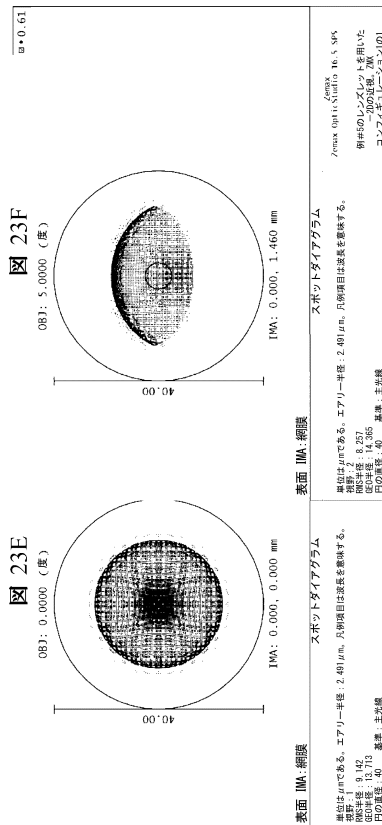 図 23E
OBJ: 0.0000 (度)
40.00
IMA: 0.000, 0.000 mm
表面 IMA:網膜
スポットダイアグラム
単位はμmである。エアリー半径:2.491μm。凡例項目は波長を意味する。
視野:1
RMS半径:9.142
GEO半径:13.713
円の直径:40 基準:主光線
図 23F
OBJ: 5.0000 (度)
40.00
IMA: 0.000, 1.460 mm
表面 IMA:網膜
スポットダイアグラム
単位はμmである。エアリー半径:2.491μm。凡例項目は波長を意味する。
視野:2
RMS半径:8.257
GEO半径:14.365
円の直径:40 基準:主光線
0.61
Zemax
Zemax OpticStudio 16.5 SP5
例#5のレンズレットを用いた
-2Dの近視。ZMX
コンフィギュレーション1の1